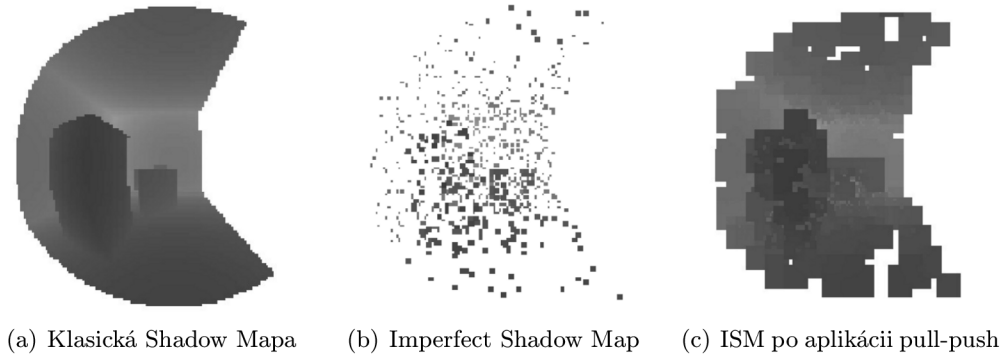 (a) Klasická Shadow Mapa
(b) Imperfect Shadow Map
(c) ISM po aplikácii pull-push